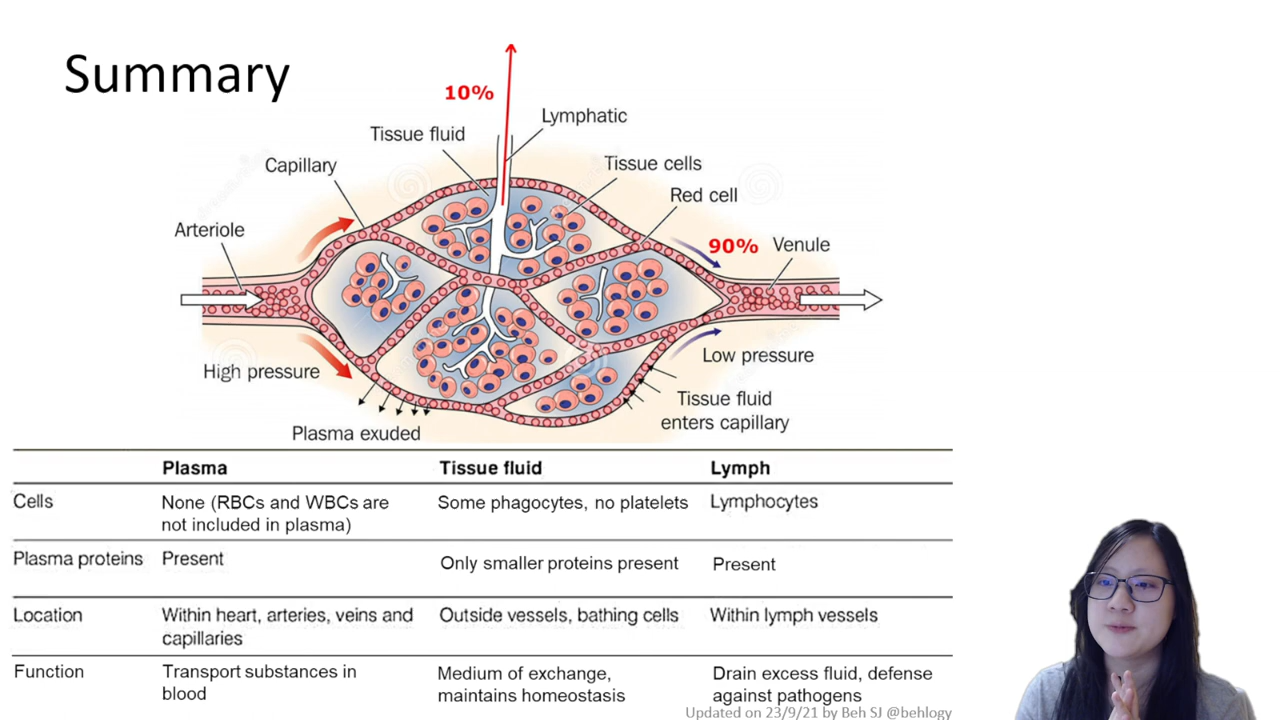 Summary
10%
Lymphatic
Tissue fluid
Capillary
Tissue cells
Red cell
Arteriole
90%
Venule
High pressure
Low pressure
Tissue fluid
enters capillary
Plasma exuded
Plasma
Tissue fluid
Lymph
Cells
None (RBCs and WBCs are
not included in plasma)
Some phagocytes, no platelets
Lymphocytes
Plasma proteins
Present
Only smaller proteins present
Present
Location
Within heart, arteries, veins and
capillaries
Outside vessels, bathing cells
Within lymph vessels
Function
Transport substances in
blood
Medium of exchange,
maintains homeostasis
Drain excess fluid, defense
against pathogens
Updated on 23/9/21 by Beh SJ @behlogy